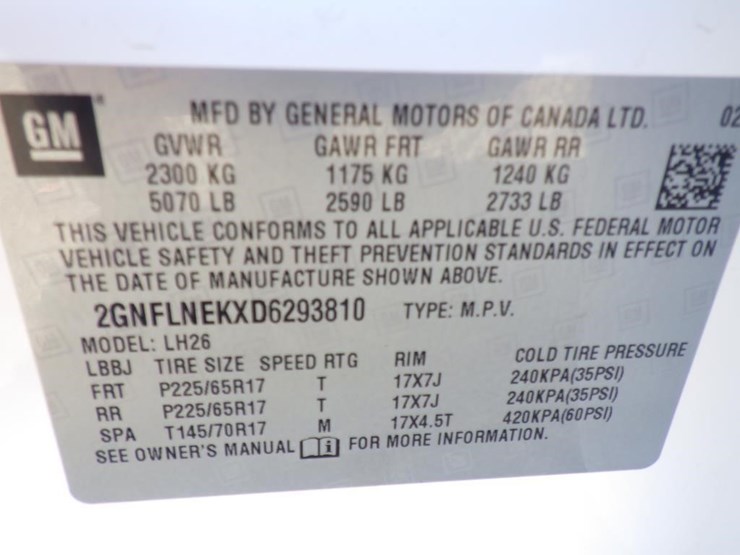 GM
MFD BY GENERAL MOTORS OF CANADA LTD. 02
GVWR GAWR FRT GAWR RR
2300 KG 1175 KG 1240 KG
5070 LB 2590 LB 2733 LB
THIS VEHICLE CONFORMS TO ALL APPLICABLE U.S. FEDERAL MOTOR
VEHICLE SAFETY AND THEFT PREVENTION STANDARDS IN EFFECT ON
THE DATE OF MANUFACTURE SHOWN ABOVE.
2GNFLNEKXD6293810 TYPE: M.P.V.
MODEL: LH26
LBBJ TIRE SIZE SPEED RTG RIM COLD TIRE PRESSURE
FRT P225/65R17 T 17X7J 240KPA(35PSI)
RR P225/65R17 T 17X7J 240KPA(35PSI)
SPA T145/70R17 M 17X4.5T 420KPA(60PSI)
SEE OWNER'S MANUAL i FOR MORE INFORMATION.